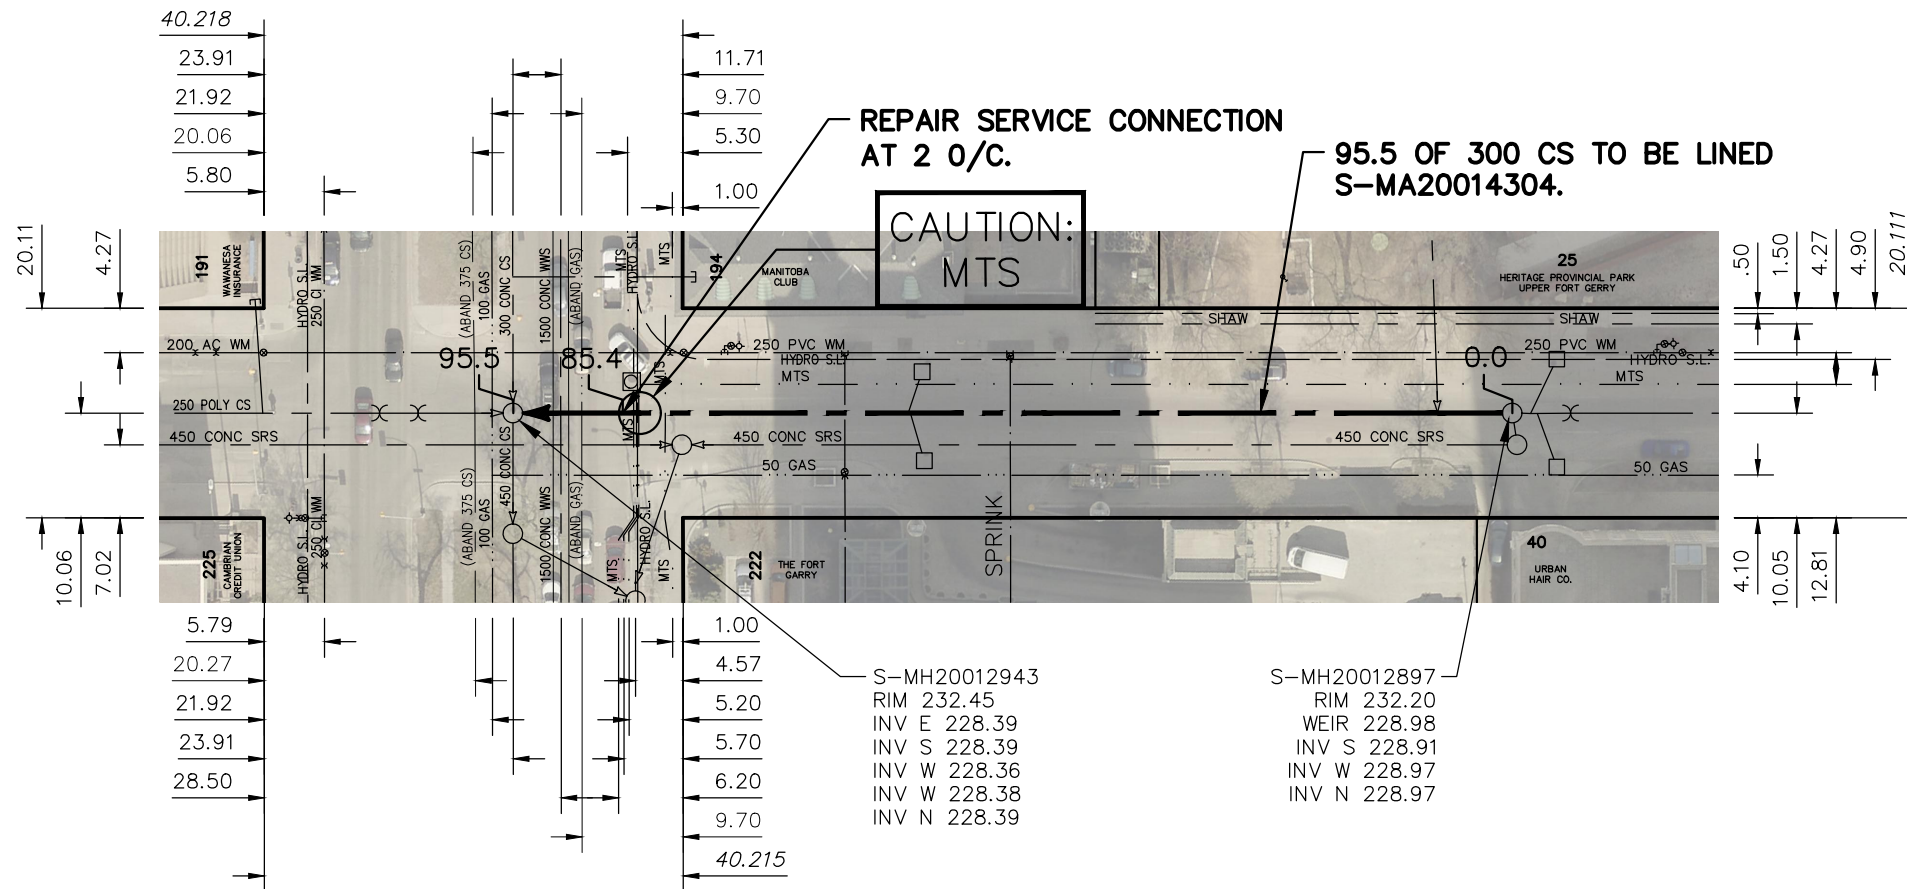 40.218
23.91
21.92
20.06
5.80
11.71
9.70
5.30
1.00
REPAIR SERVICE CONNECTION
AT 2 O/C.
95.5 OF 300 CS TO BE LINED
S-MA20014304.
CAUTION:
MTS
20.11
4.27
.50
1.50
4.27
4.90
20.111
191
WAWANESA
INSURANCE
HYDRO S.L.
250 CI WM
(ABAND 375 CS)
100 GAS
300 CONC CS
1500 CONC WWS
(ABAND GAS)
MTS
HYDRO S.L.
MTS
194
MANITOBA
CLUB
25
HERITAGE PROVINCIAL PARK
UPPER FORT GERRY
SHAW
SHAW
200 AC WM
250 PVC WM
250 PVC WM
HYDRO S.L.
HYDRO S.L.
MTS
MTS
MTS
95.5
85.4
0.0
250 POLY CS
MTS
450 CONC SRS
450 CONC SRS
450 CONC SRS
50 GAS
50 GAS
450 CONC CS
(ABAND 375 CS)
100 GAS
1500 CONC WWS
(ABAND GAS)
HYDRO S.L.
MTS
MTS
HYDRO S.L.
250 CI WM
225
CAMBRIAN
CREDIT UNION
222
THE FORT
GARRY
SPRINK
40
URBAN
HAIR CO.
10.06
7.02
4.10
10.05
12.81
5.79
20.27
21.92
23.91
28.50
1.00
4.57
5.20
5.70
6.20
9.70
40.215
S-MH20012943
RIM 232.45
INV E 228.39
INV S 228.39
INV W 228.36
INV W 228.38
INV N 228.39
S-MH20012897
RIM 232.20
WEIR 228.98
INV S 228.91
INV W 228.97
INV N 228.97